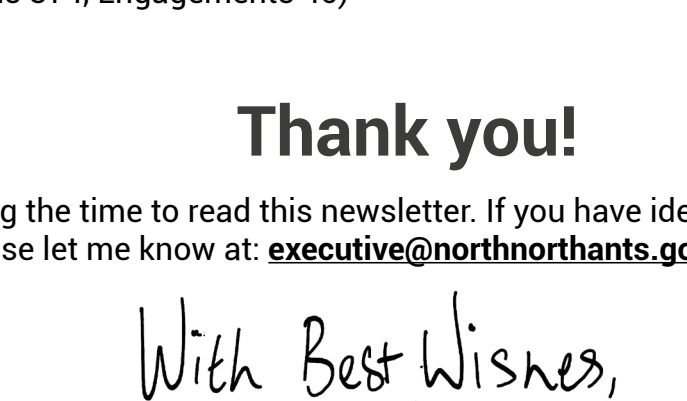 Thank you!
g the time to read this newsletter. If you have ide
se let me know at: executive@northnorthants.go
With Best Wishes,